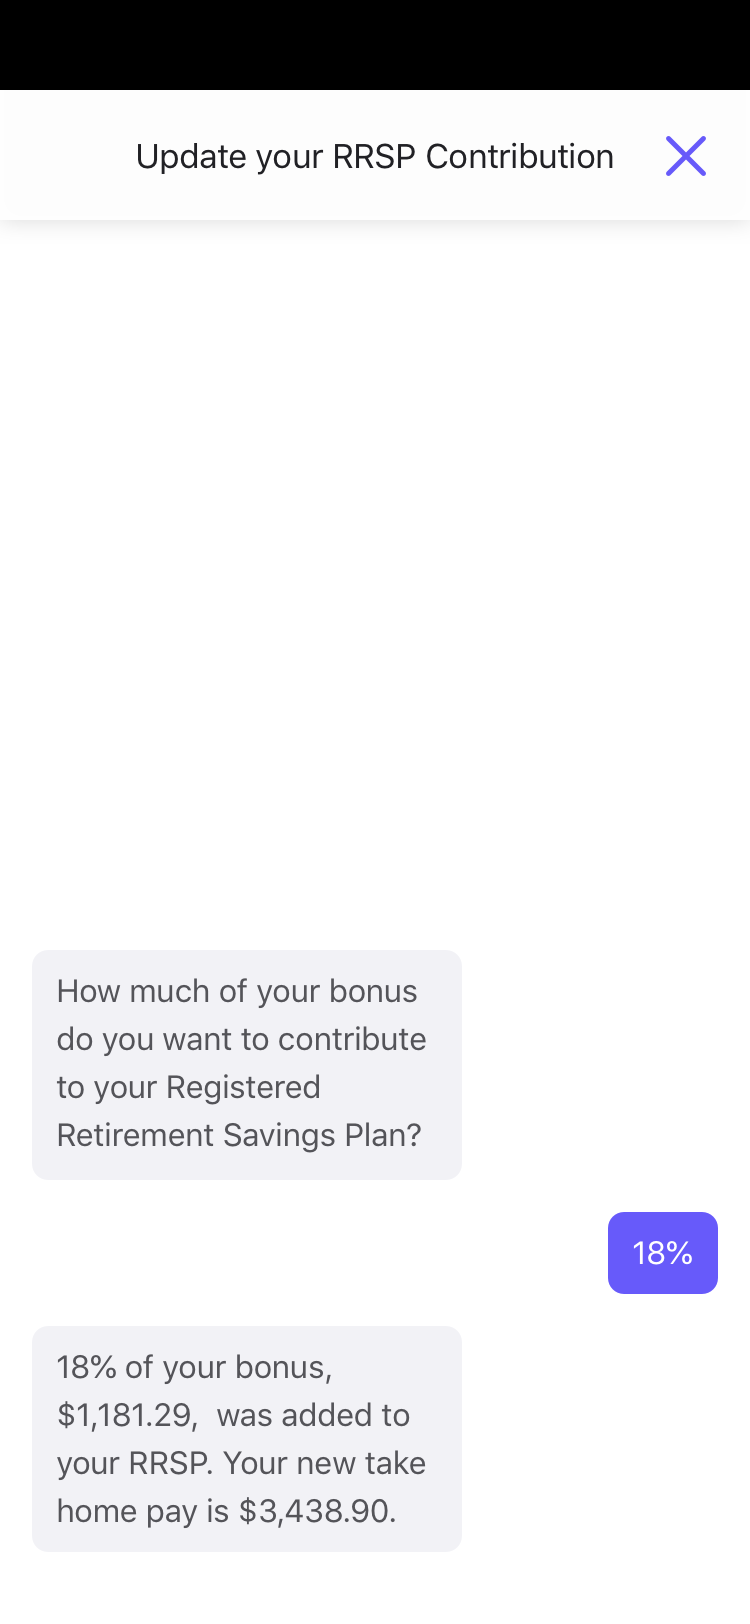 Update your RRSP Contribution
How much of your bonus
do you want to contribute
to your Registered
Retirement Savings Plan?
18%
18% of your bonus,
$1,181.29,  was added to
your RRSP. Your new take
home pay is $3,438.90.